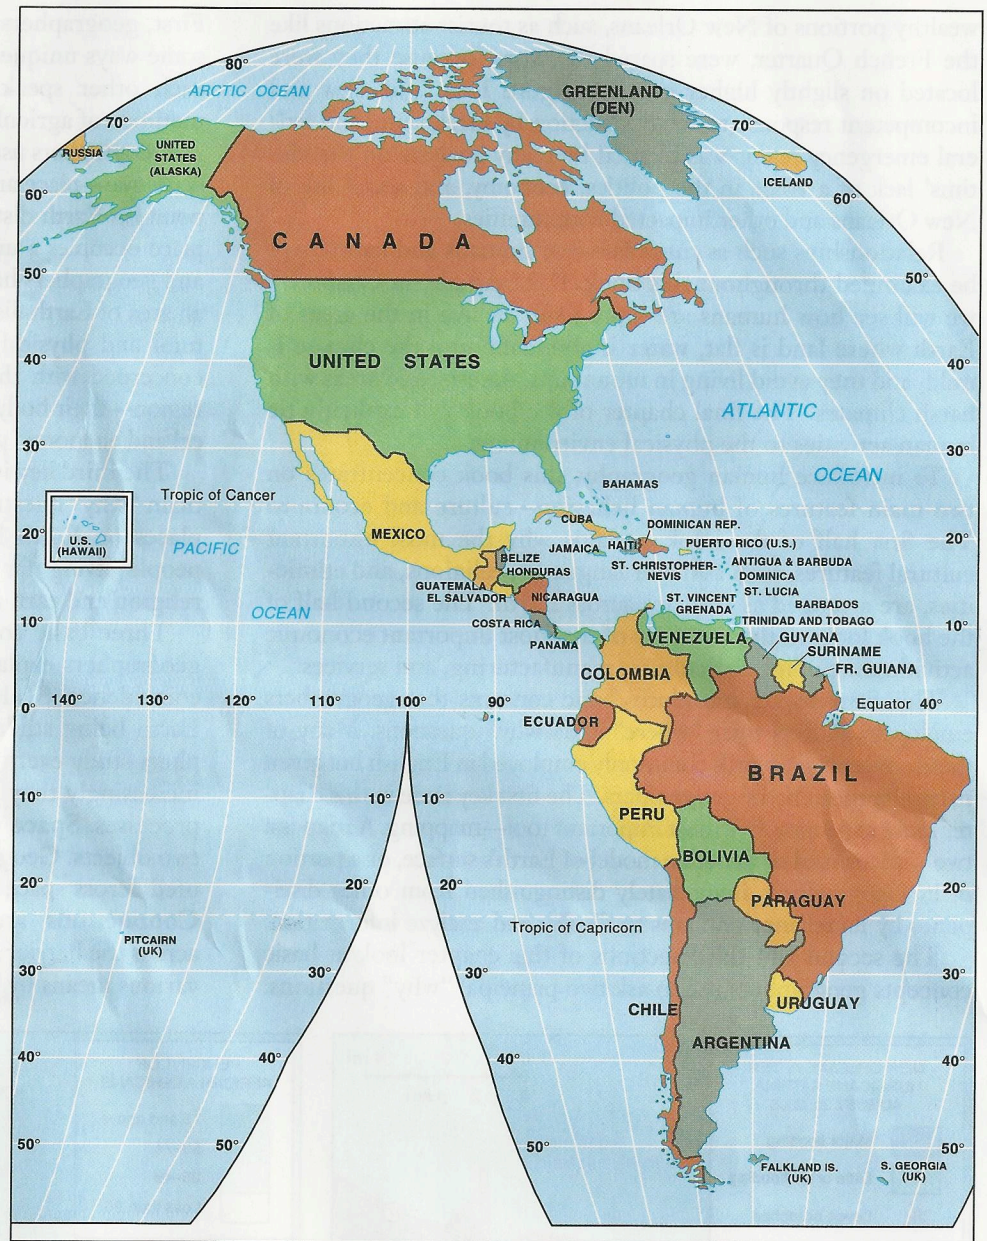 80°
ARCTIC OCEAN
GREENLAND
(DEN)
70°
70°
RUSSIA
UNITED
STATES
(ALASKA)
ICELAND
60°
60°
CANADA
50°
50°
UNITED STATES
40°
40°
ATLANTIC
30°
30°
OCEAN
Tropic of Cancer
BAHAMAS
CUBA
DOMINICAN REP.
20°
MEXICO
U.S.
(HAWAII)
PACIFIC
JAMAICA
HAITI
PUERTO RICO (U.S.)
20°
BELIZE
HONDURAS
ST. CHRISTOPHER-
NEVIS
ANTIGUA & BARBUDA
DOMINICA
ST. LUCIA
GUATEMALA
EL SALVADOR
NICARAGUA
ST. VINCENT
GRENADA
BARBADOS
OCEAN
COSTA RICA
TRINIDAD AND TOBAGO
10°
10°
PANAMA
VENEZUELA
GUYANA
SURINAME
COLOMBIA
FR. GUIANA
140°
130°
120°
110°
100°
90°
Equator 40°
0°
ECUADOR
BRAZIL
10°
10°
10°
PERU
BOLIVIA
20°
20°
20°
20°
PARAGUAY
Tropic of Capricorn
PITCAIRN
(UK)
30°
30°
30°
30°
URUGUAY
CHILE
ARGENTINA
40°
40°
40°
40°
50°
50°
50°
50°
FALKLAND IS.
(UK)
S. GEORGIA
(UK)